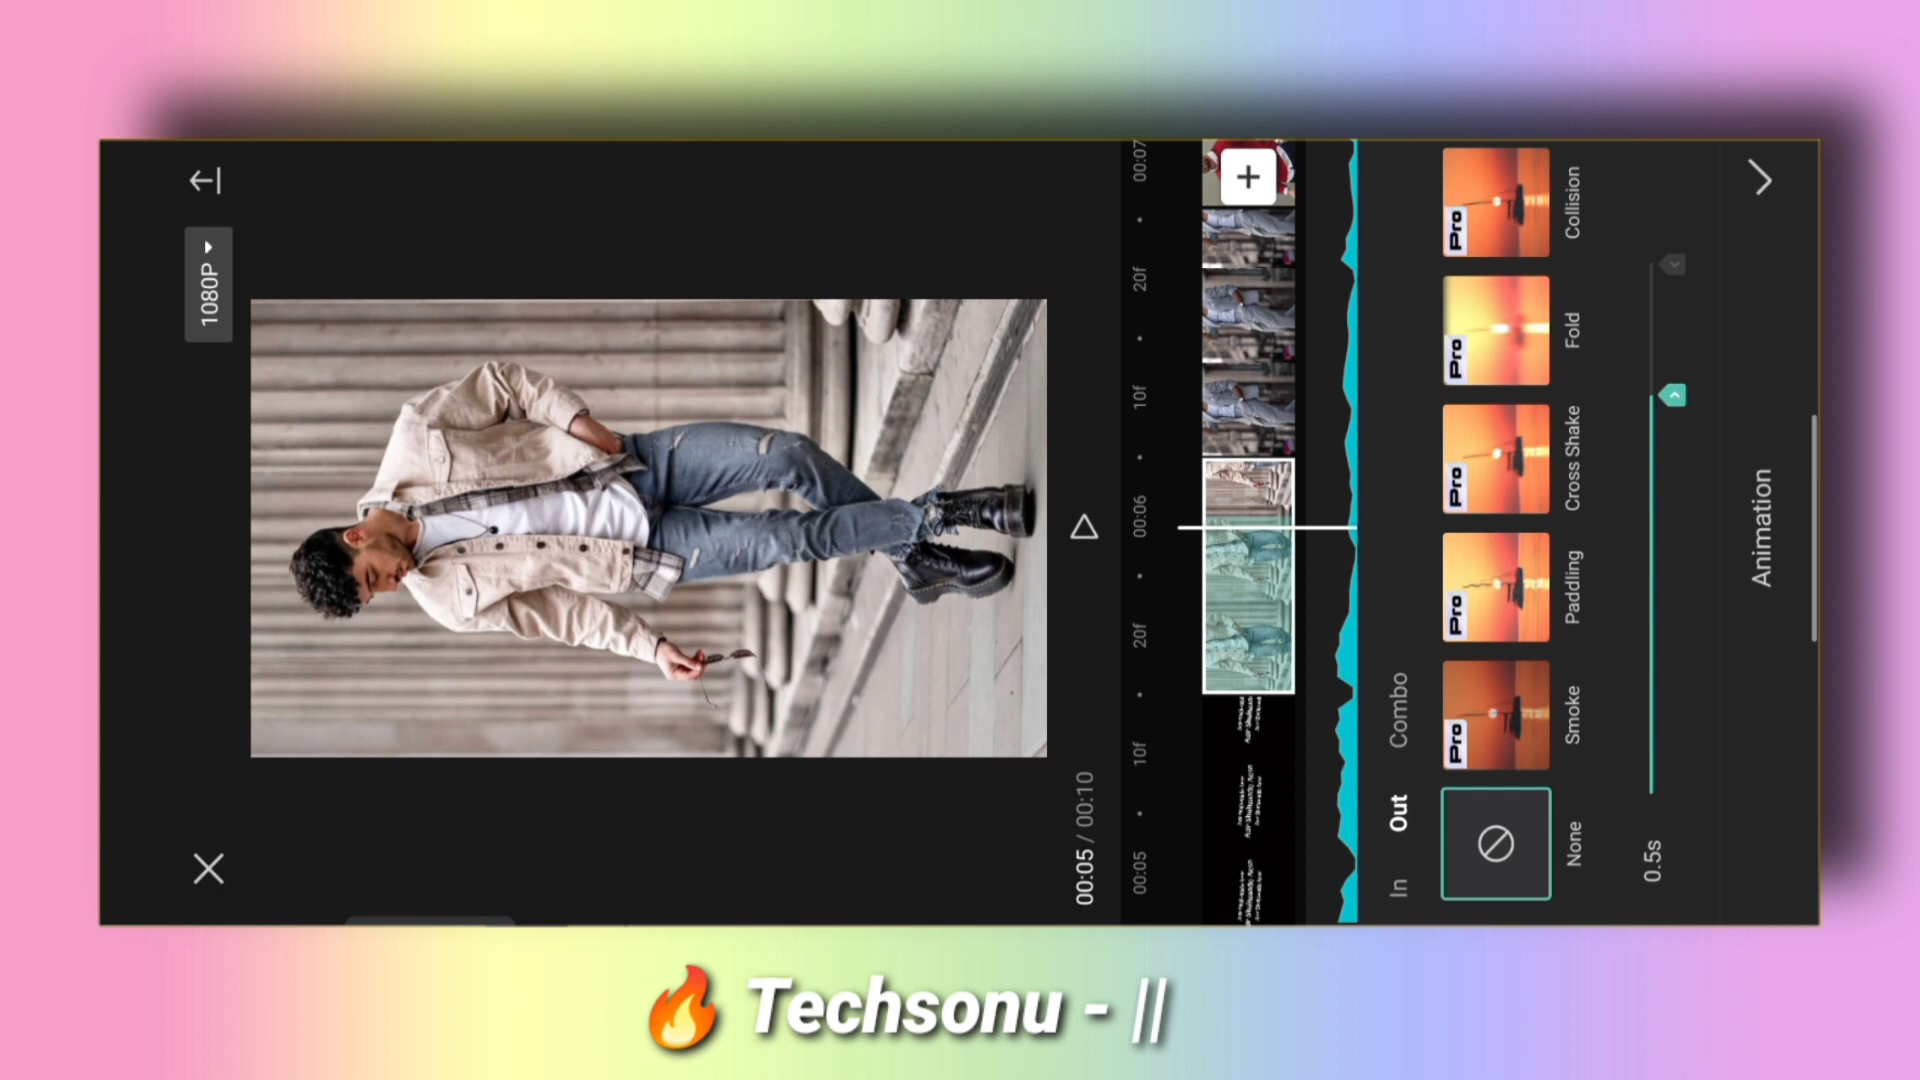 1080P
00:05 / 00:10
00:05
10f
20f
00:06
10f
20f
00:07
In
Out
Combo
None
Pro
Smoke
Pro
Paddling
Pro
Cross Shake
Pro
Fold
Pro
Collision
0.5s
Animation
Techsonu - ||